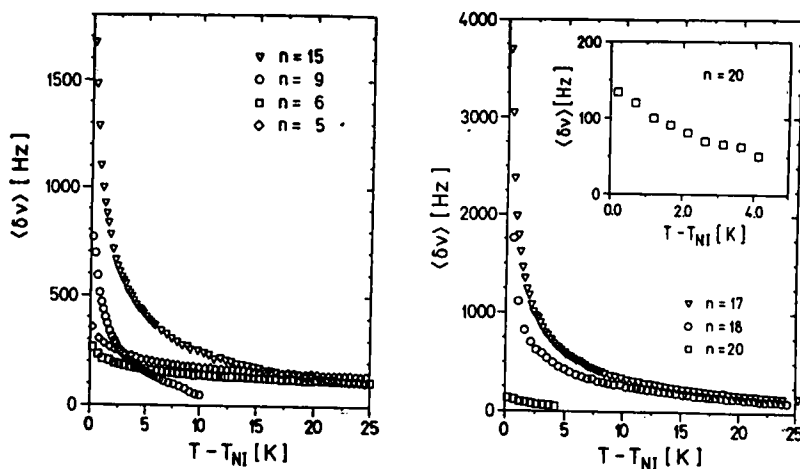 ⟨δν⟩ [Hz]
1500
1000
500
0
0
5
10
15
20
25
T - T_NI [K]
▽ n = 15
○ n = 9
□ n = 6
◇ n = 5
⟨δν⟩ [Hz]
4000
3000
2000
1000
0
0
5
10
15
20
25
T - T_NI [K]
⟨δν⟩ [Hz]
200
100
0
0.0
2.0
4.0
T - T_NI [K]
n = 20
▽ n = 17
○ n = 18
□ n = 20